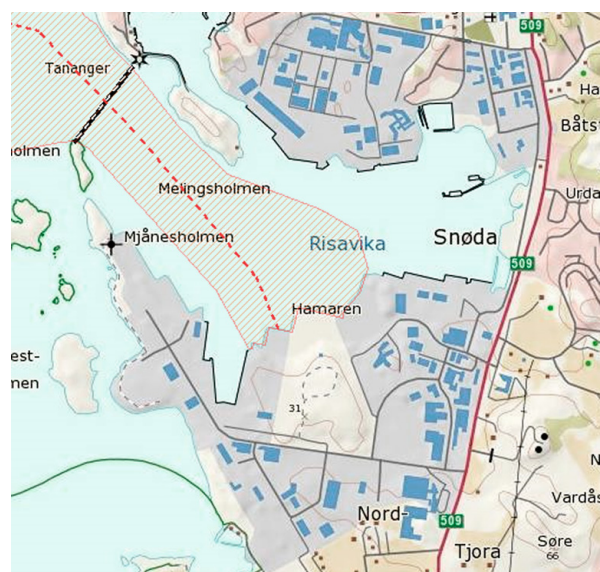 509
Tananger
Ha
Båts
olmen
Melingsholmen
Urda
Mjånesholmen
Risavika
Snøda
509
Hamaren
est-
men
31
N
Vardås
Nord-
509
Tjora
Søre
66